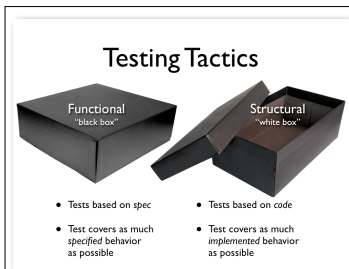 Testing Tactics
Functional
"black box"
Structural
"white box"
• Tests based on spec
• Test covers as much
specified behavior
as possible
• Tests based on code
• Test covers as much
implemented behavior
as possible